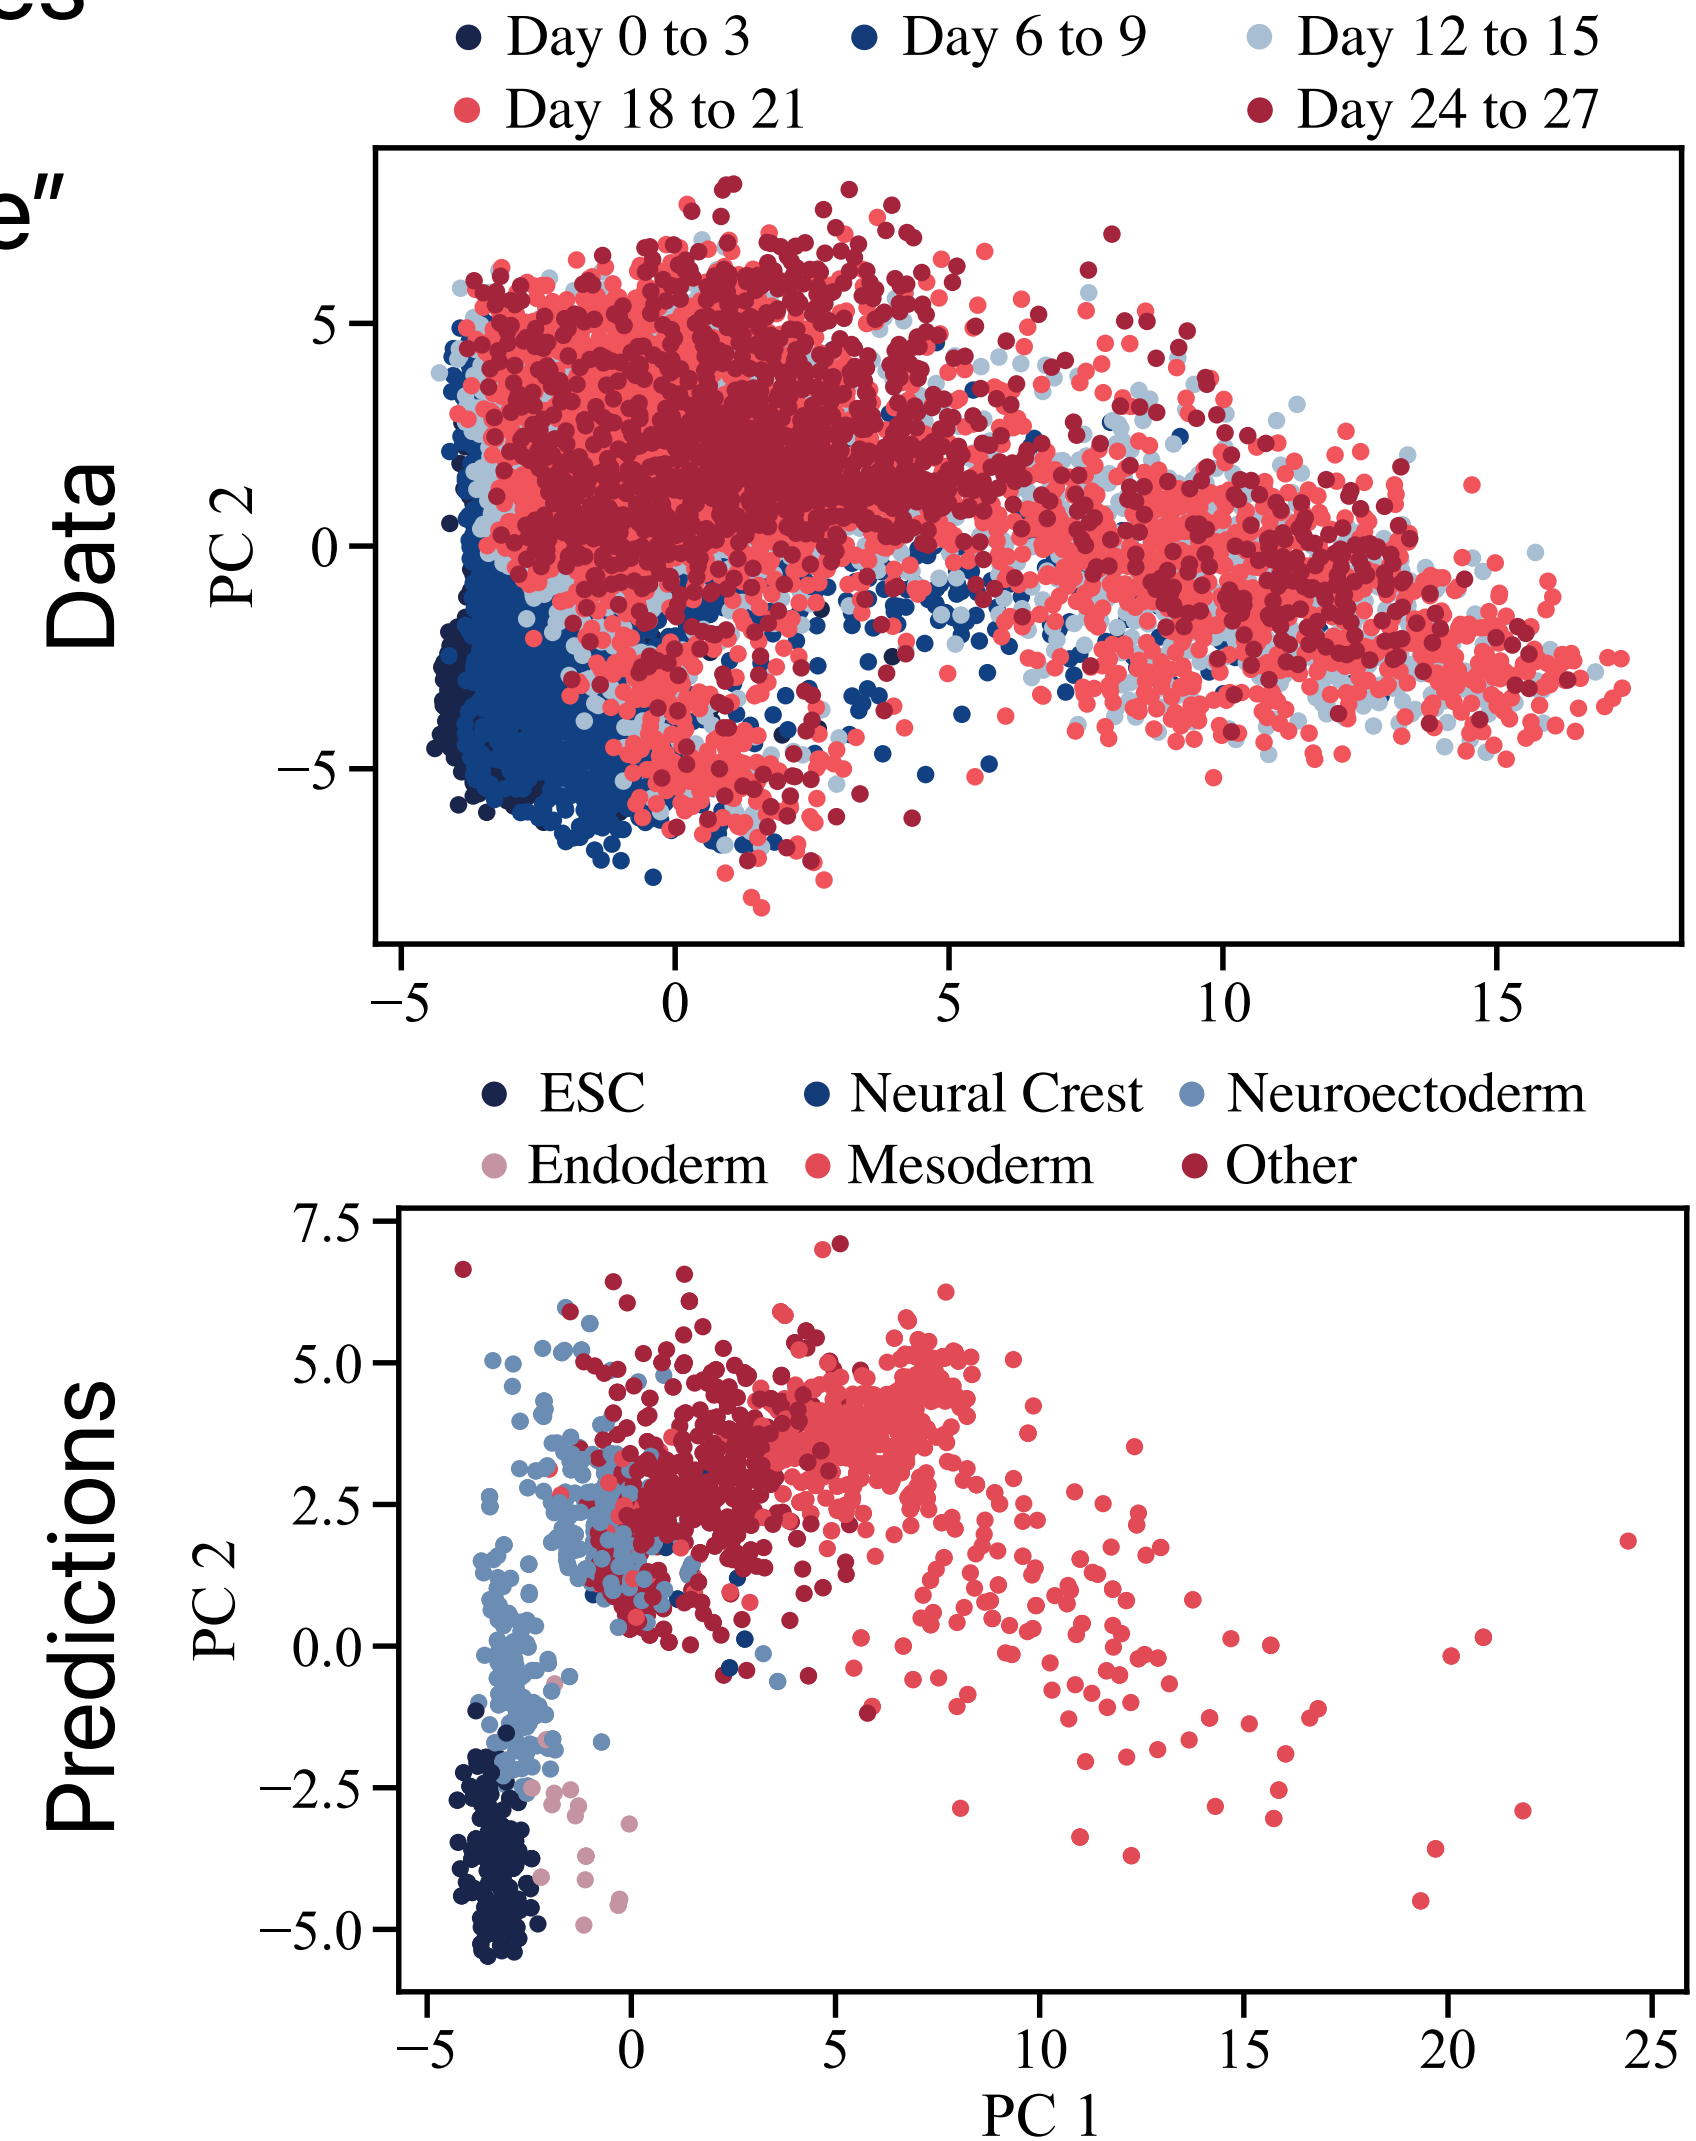 es
e"
Day 0 to 3 Day 6 to 9 Day 12 to 15
Day 18 to 21 Day 24 to 27
Data
PC 2
5
0
−5
−5 0 5 10 15
ESC Neural Crest Neuroectoderm
Endoderm Mesoderm Other
Predictions
PC 2
7.5
5.0
2.5
0.0
−2.5
−5.0
−5 0 5 10 15 20 25
PC 1